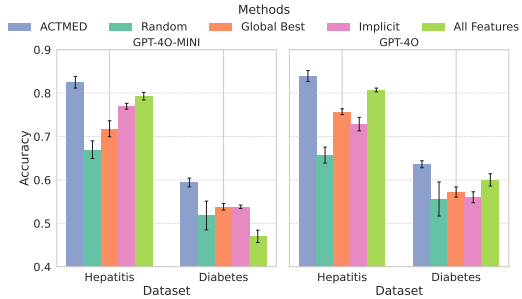 Methods
ACTMED Random Global Best Implicit All Features
GPT-4O-MINI GPT-4O
0.9
0.8
0.7
0.6
0.5
0.4
Accuracy
Hepatitis Diabetes Hepatitis Diabetes
Dataset Dataset